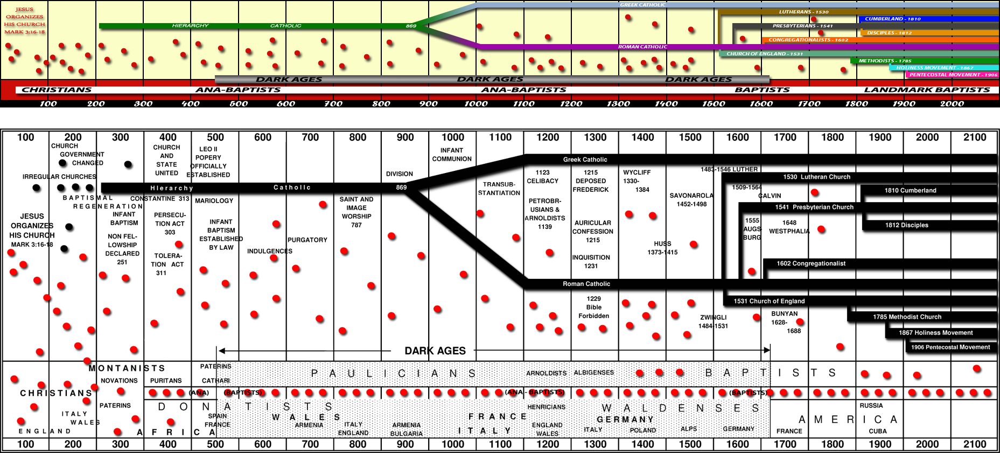 JESUS
ORGANIZES
HIS CHURCH
MARK 3:16-18
GREEK CATHOLIC
LUTHERANS - 1530
CUMBERLAND - 1810
HIERARCHY CATHOLIC 869
PRESBYTERIANS - 1541
DISCIPLES - 1812
CONGREGATIONALISTS - 1602
ROMAN CATHOLIC
CHURCH OF ENGLAND - 1531
METHODISTS - 1785
HOLINESS MOVEMENT - 1867
PENTECOSTAL MOVEMENT - 1906
DARK AGES DARK AGES DARK AGES
CHRISTIANS ANA-BAPTISTS ANA-BAPTISTS BAPTISTS LANDMARK BAPTISTS
100 200 300 400 500 600 700 800 900 1000 1100 1200 1300 1400 1500 1600 1700 1800 1900 2000
100 200 300 400 500 600 700 800 900 1000 1100 1200 1300 1400 1500 1600 1700 1800 1900 2000 2100
CHURCH
GOVERNMENT
CHANGED
IRREGULAR CHURCHES
BAPTISMAL
REGENERATION
JESUS
ORGANIZES
HIS CHURCH
MARK 3:16-18
INFANT
BAPTISM
NON FEL-
LOWSHIP
DECLARED
251
CHURCH
AND
STATE
UNITED
HIerarchy Catholic 869
CONSTANTINE 313
PERSECU-
TION ACT
303
TOLERA-
TION ACT
311
LEO II
POPERY
OFFICIALLY
ESTABLISHED
MARIOLOGY
INFANT
BAPTISM
ESTABLISHED
BY LAW
INDULGENCES
PURGATORY
SAINT AND
IMAGE
WORSHIP
787
DIVISION
INFANT
COMMUNION
TRANSUB-
STANTIATION
Greek Catholic
1123
CELIBACY
PETROBR-
USIANS &
ARNOLDISTS
1139
1215
DEPOSED
FREDERICK
AURICULAR
CONFESSION
1215
INQUISITION
1231
Roman Catholic
1229
Bible
Forbidden
WYCLIFF
1330-
1384
SAVONAROLA
1452-1498
HUSS
1373-1415
ZWINGLI
1484-1531
1483-1546 LUTHER
1530 Lutheran Church
1509-1564
CALVIN
1810 Cumberland
1541 Presbyterian Church
1555
AUGS-
BURG
1648
WESTPHALIA
1812 Disciples
1602 Congregationalist
1531 Church of England
BUNYAN
1628-
1688
1785 Methodist Church
1867 Holiness Movement
1906 Pentecostal Movement
DARK AGES
MONTANISTS
PATERINS
PAULICIANS
ARNOLDISTS
ALBIGENSES
BAPTISTS
NOVATIONS
PURITANS
CATHARI
CHRISTIANS
(ANA) (BAPTISTS) (ANA - BAPTISTS) (BAPTISTS)
PATERINS
DONATISTS
HENRICIANS
WALDENSES
RUSSIA
ITALY
WALES
SPAIN
FRANCE
WALES
ARMENIA
ITALY
ENGLAND
ARMENIA
BULGARIA
FRANCE
ITALY
ENGLAND
WALES
GERMANY
ITALY
POLAND
ALPS
GERMANY
AMERICA
FRANCE
CUBA
ENGLAND
AFRICA
100 200 300 400 500 600 700 800 900 1000 1100 1200 1300 1400 1500 1600 1700 1800 1900 2000 2100